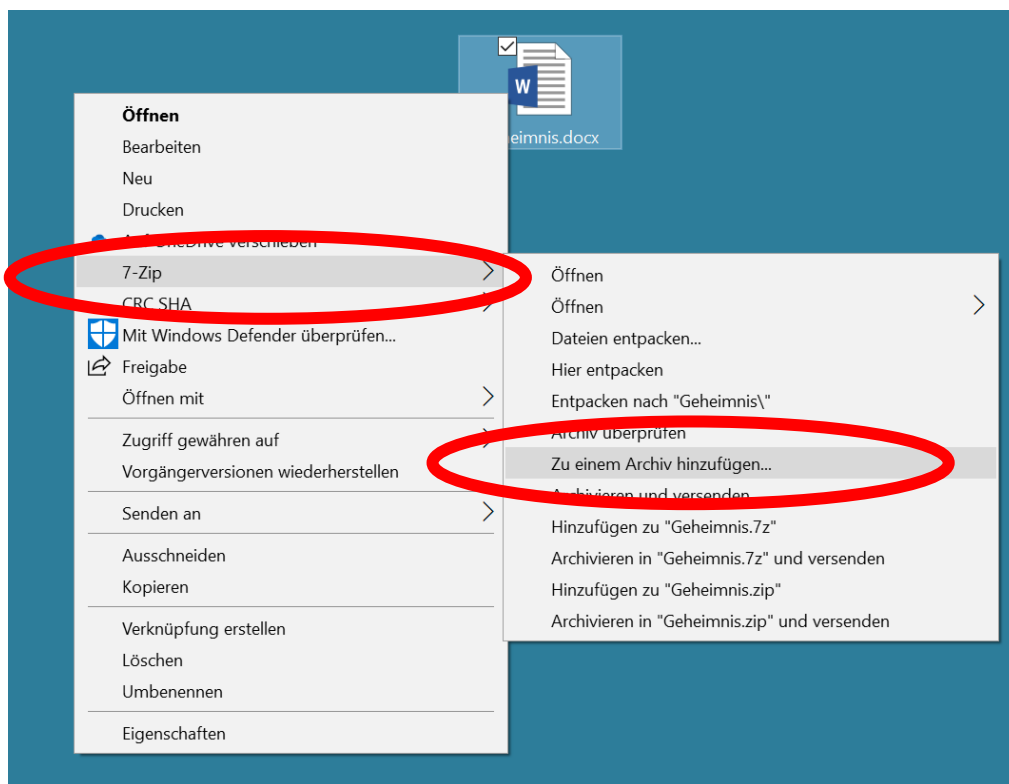 W
eimnis.docx
Öffnen
Bearbeiten
Neu
Drucken
Auf OneDrive verschieben
7-Zip
CRC SHA
Mit Windows Defender überprüfen...
Freigabe
Öffnen mit
Zugriff gewähren auf
Vorgängerversionen wiederherstellen
Senden an
Ausschneiden
Kopieren
Verknüpfung erstellen
Löschen
Umbenennen
Eigenschaften
Öffnen
Öffnen
Dateien entpacken...
Hier entpacken
Entpacken nach "Geheimnis\"
Archiv überprüfen
Zu einem Archiv hinzufügen...
Archivieren und versenden...
Hinzufügen zu "Geheimnis.7z"
Archivieren in "Geheimnis.7z" und versenden
Hinzufügen zu "Geheimnis.zip"
Archivieren in "Geheimnis.zip" und versenden